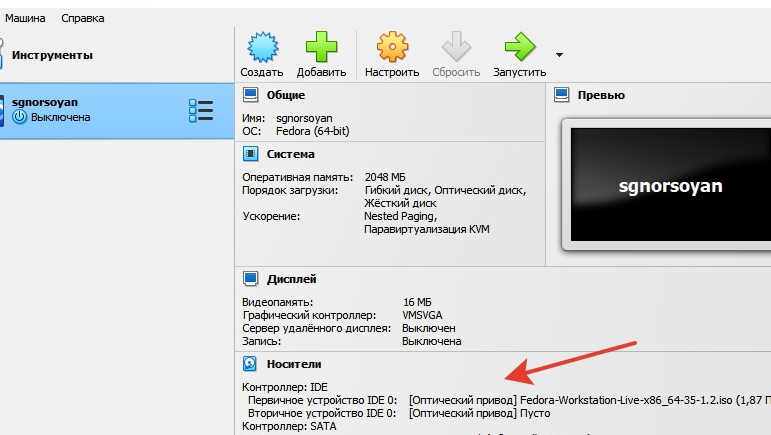 Машина Справка
Инструменты
Создать Добавить Настроить Сбросить Запустить
sgnorsoyan
Выключена
Общие
Имя: sgnorsoyan
ОС: Fedora (64-bit)
Система
Оперативная память: 2048 МБ
Порядок загрузки: Гибкий диск, Оптический диск,
Жёсткий диск
Ускорение: Nested Paging,
Паравиртуализация KVM
Превью
sgnorsoyan
Дисплей
Видеопамять: 16 МБ
Графический контроллер: VMSVGA
Сервер удалённого дисплея: Выключен
Запись: Выключена
Носители
Контроллер: IDE
Первичное устройство IDE 0: [Оптический привод] Fedora-Workstation-Live-x86_64-35-1.2.iso (1,87 Г
Вторичное устройство IDE 0: [Оптический привод] Пусто
Контроллер: SATA